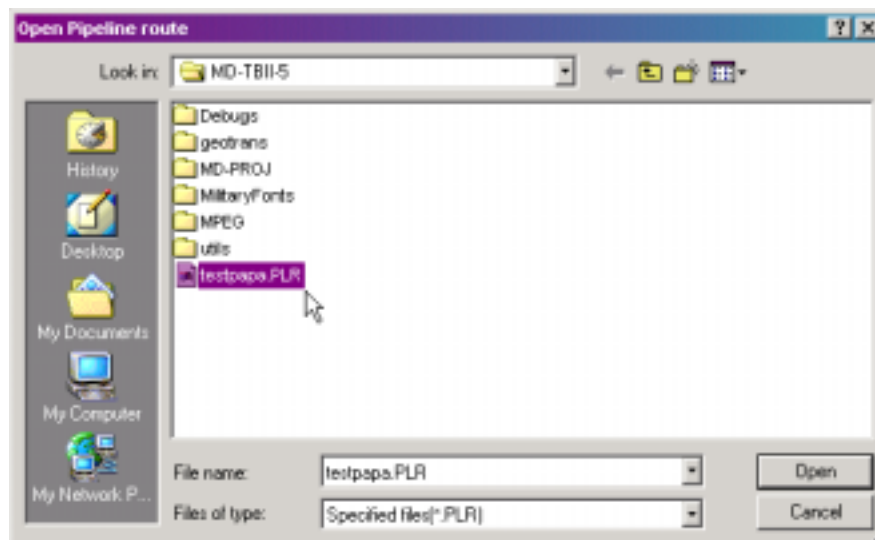 Open Pipeline route
Look in: MD-TBII-5
History
Desktop
My Documents
My Computer
My Network P...
Debugs
geotrans
MD-PROJ
MilitaryFonts
MPEG
utils
testpapa.PLR
File name: testpapa.PLR Open
Files of type: Specified files(*.PLR) Cancel